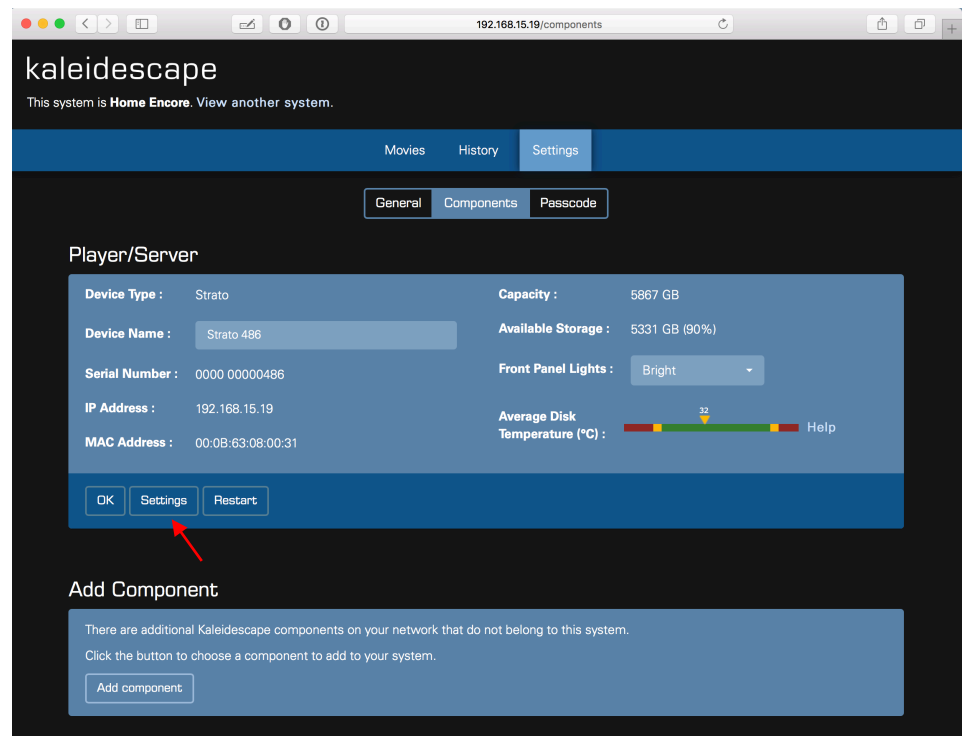 192.168.15.19/components
kaleidescape
This system is Home Encore. View another system.
Movies History Settings
General Components Passcode
Player/Server
Device Type : Strato
Device Name : Strato 486
Serial Number : 0000 00000486
IP Address : 192.168.15.19
MAC Address : 00:0B:63:08:00:31
Capacity : 5867 GB
Available Storage : 5331 GB (90%)
Front Panel Lights : Bright
Average Disk
Temperature (°C) :
32
Help
OK Settings Restart
Add Component
There are additional Kaleidescape components on your network that do not belong to this system.
Click the button to choose a component to add to your system.
Add component